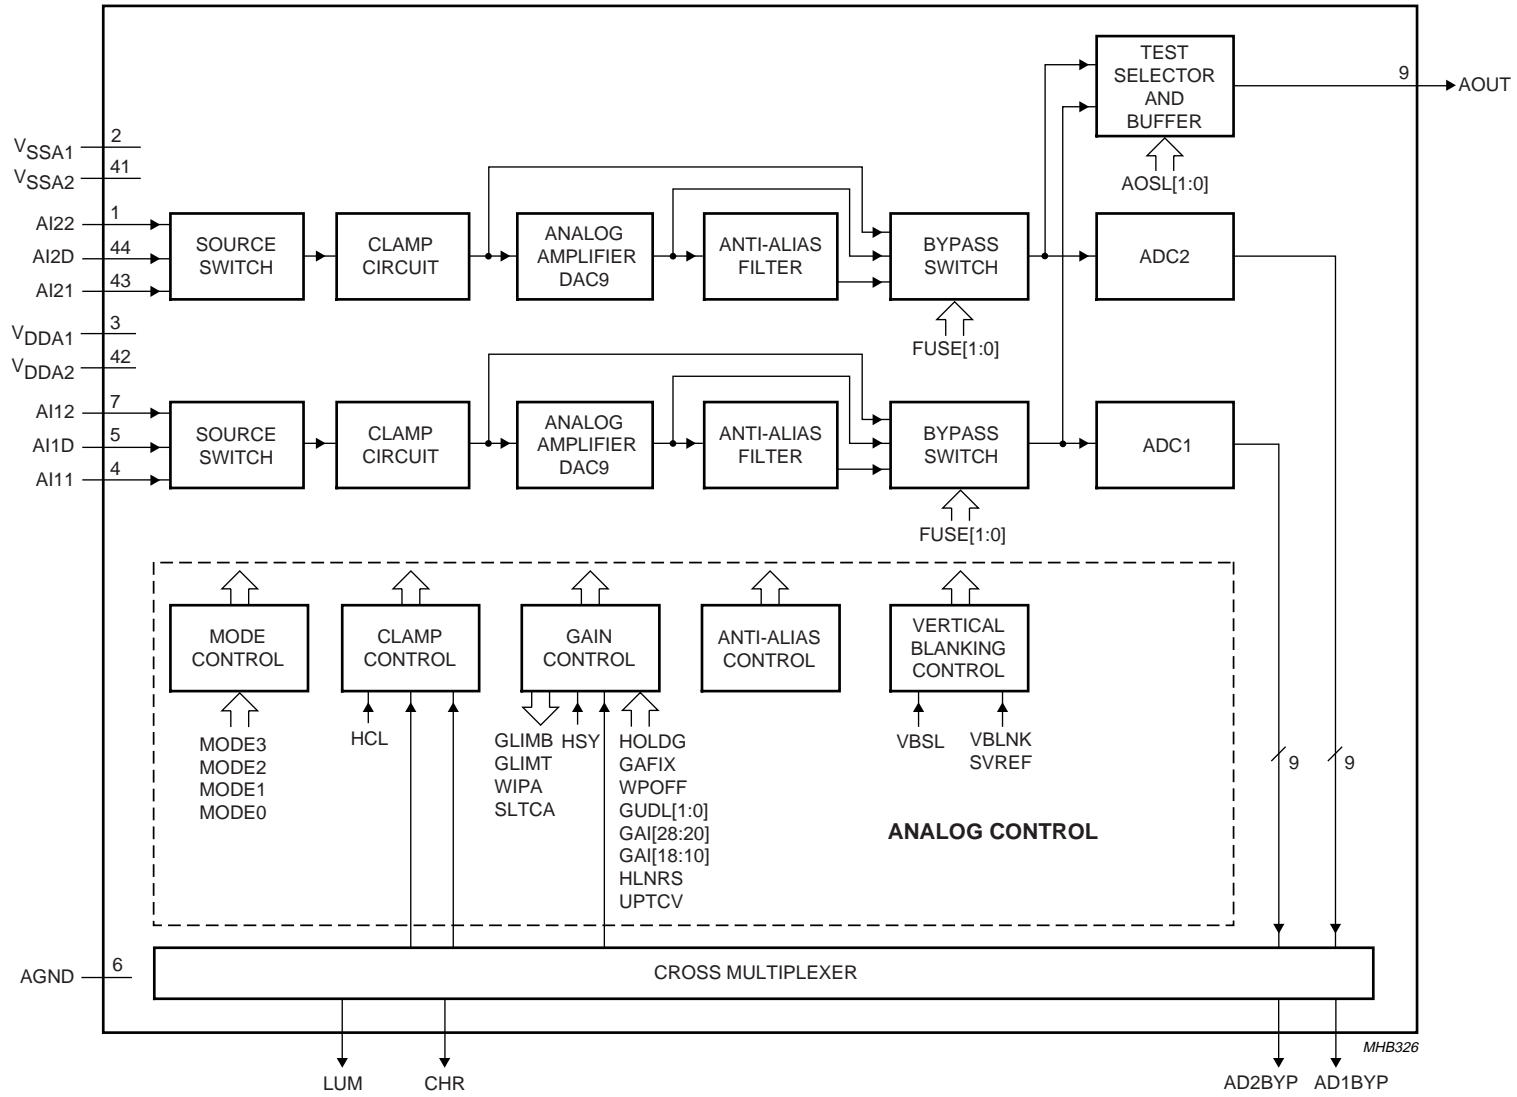 TEST
SELECTOR
AND
BUFFER
9
AOUT
AOSL[1:0]
VSSA1
2
VSSA2
41
AI22
1
AI2D
44
AI21
43
SOURCE
SWITCH
CLAMP
CIRCUIT
ANALOG
AMPLIFIER
DAC9
ANTI-ALIAS
FILTER
BYPASS
SWITCH
ADC2
FUSE[1:0]
VDDA1
3
VDDA2
42
AI12
7
AI1D
5
AI11
4
SOURCE
SWITCH
CLAMP
CIRCUIT
ANALOG
AMPLIFIER
DAC9
ANTI-ALIAS
FILTER
BYPASS
SWITCH
ADC1
FUSE[1:0]
MODE
CONTROL
CLAMP
CONTROL
GAIN
CONTROL
ANTI-ALIAS
CONTROL
VERTICAL
BLANKING
CONTROL
MODE3
MODE2
MODE1
MODE0
HCL
GLIMB
GLIMT
WIPA
SLTCA
HSY
HOLDG
GAFIX
WPOFF
GUDL[1:0]
GAI[28:20]
GAI[18:10]
HLNRS
UPTCV
VBSL
VBLNK
SVREF
9
9
ANALOG CONTROL
AGND
6
CROSS MULTIPLEXER
MHB326
LUM
CHR
AD2BYP
AD1BYP